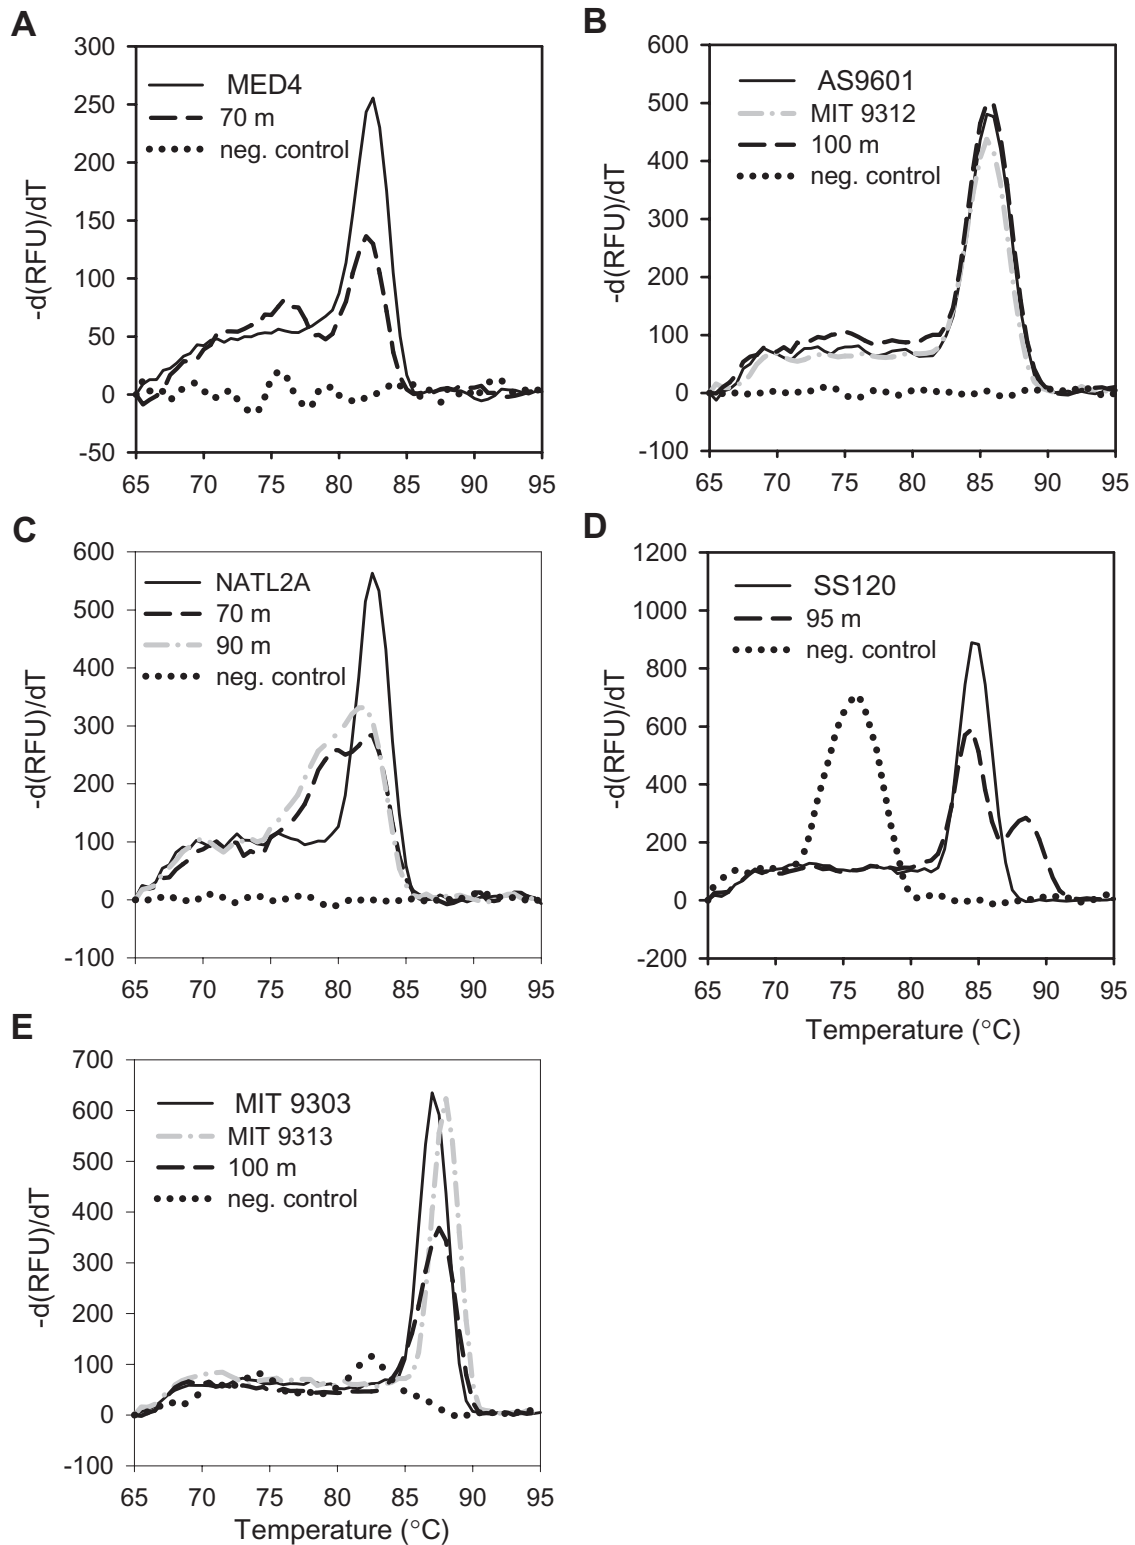 A
-d(RFU)/dT
300
250
200
150
100
50
0
-50
MED4
70 m
neg. control
65 70 75 80 85 90 95
B
-d(RFU)/dT
600
500
400
300
200
100
0
-100
AS9601
MIT 9312
100 m
neg. control
65 70 75 80 85 90 95
C
-d(RFU)/dT
600
500
400
300
200
100
0
-100
NATL2A
70 m
90 m
neg. control
65 70 75 80 85 90 95
D
-d(RFU)/dT
1200
1000
800
600
400
200
0
-200
SS120
95 m
neg. control
65 70 75 80 85 90 95
Temperature (°C)
E
-d(RFU)/dT
700
600
500
400
300
200
100
0
-100
MIT 9303
MIT 9313
100 m
neg. control
65 70 75 80 85 90 95
Temperature (°C)